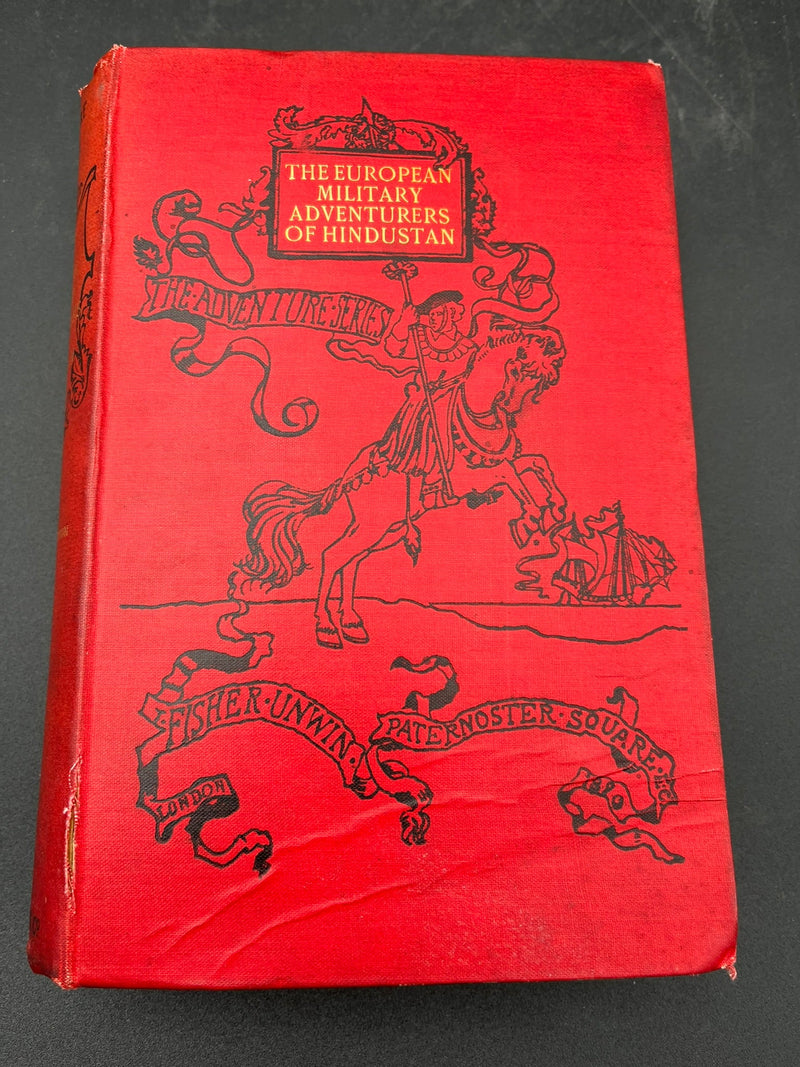 THE EUROPEAN
MILITARY
ADVENTURERS
OF HINDUSTAN
THE·ADVENTURE·SERIES
T·FISHER·UNWIN·
PATERNOSTER·SQUARE·E.C.
LONDON